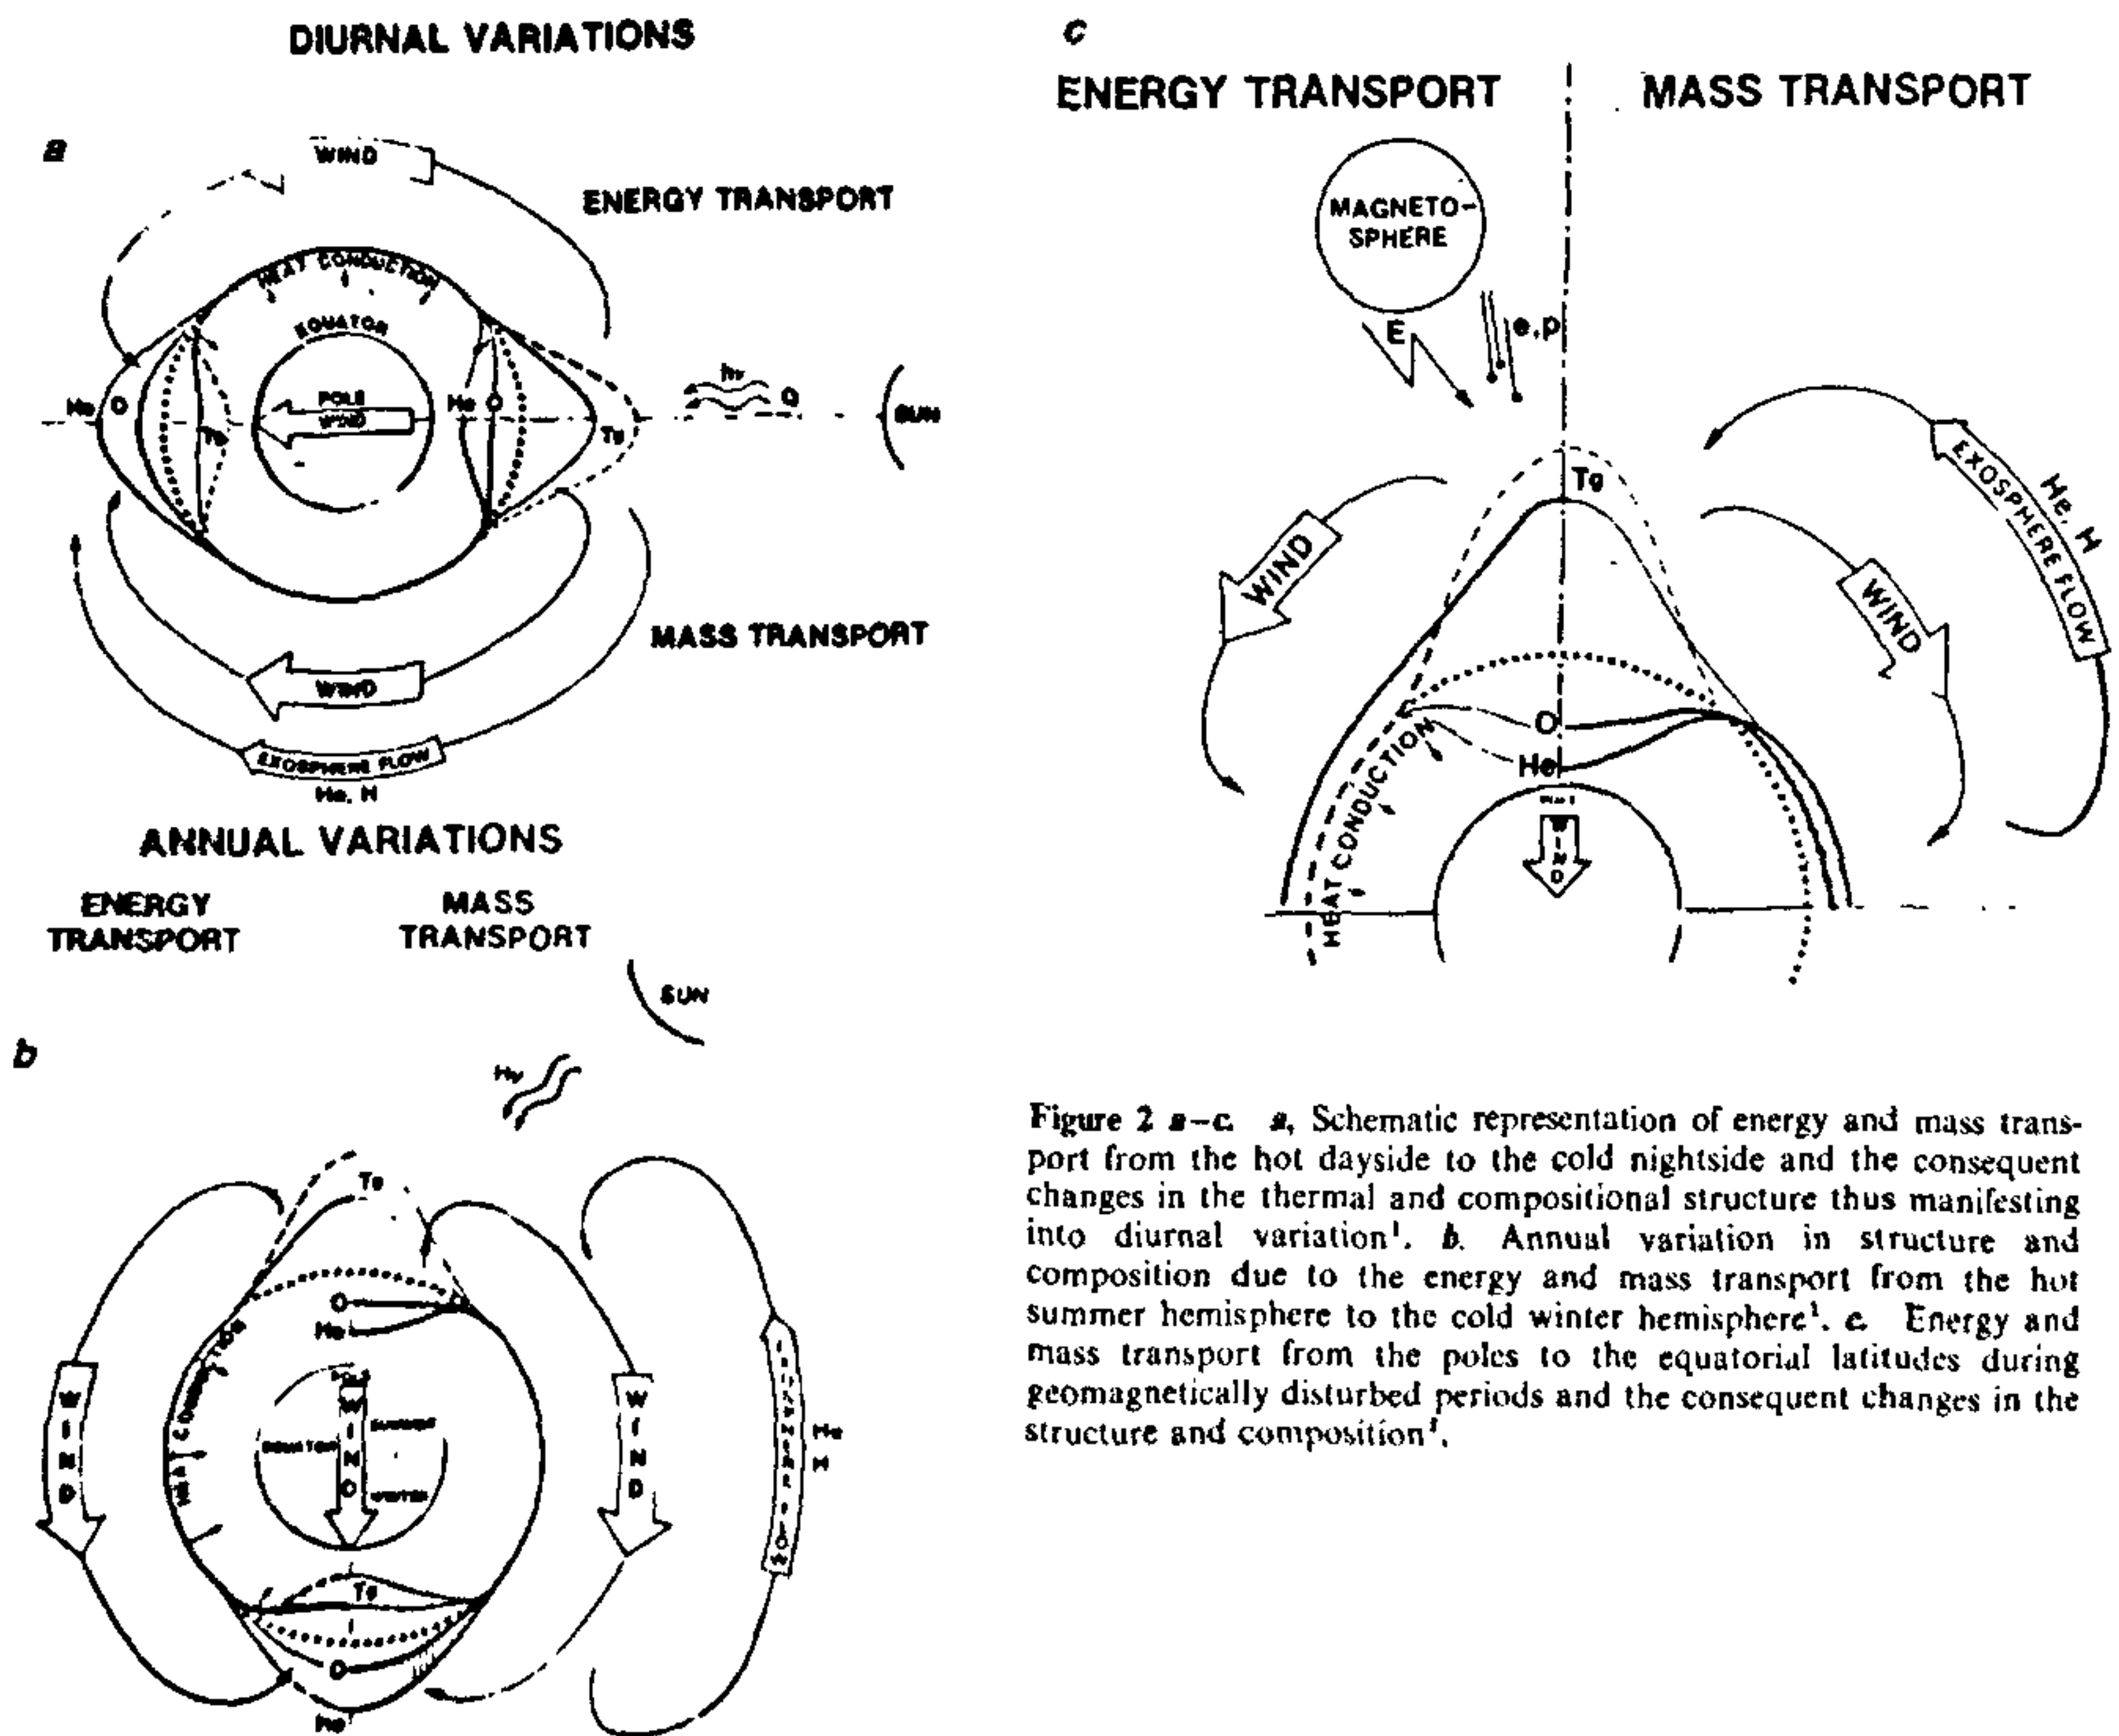 DIURNAL VARIATIONS
a
WIND
ENERGY TRANSPORT
HEAT CONDUCTION
EQUATOR
He O
POLE
WIND
He O
Tg
Tg
hν
Q
SUN
MASS TRANSPORT
WIND
EXOSPHERE FLOW
He, H
ANNUAL VARIATIONS
ENERGY
TRANSPORT
MASS
TRANSPORT
SUN
b
Hν
Tg
O
He
WIND
POLE
WIND
EQUATOR
SUMMER
WINTER
WIND
He
H
Tg
O
He
c
ENERGY TRANSPORT
MASS TRANSPORT
MAGNETO-
SPHERE
E
e,p
Tg
WIND
EXOSPHERE FLOW
He, H
WIND
O
He
HEAT CONDUCTION
WIND
Figure 2 a–c. a, Schematic representation of energy and mass trans-
port from the hot dayside to the cold nightside and the consequent
changes in the thermal and compositional structure thus manifesting
into diurnal variation¹. b. Annual variation in structure and
composition due to the energy and mass transport from the hot
summer hemisphere to the cold winter hemisphere¹. c. Energy and
mass transport from the poles to the equatorial latitudes during
geomagnetically disturbed periods and the consequent changes in the
structure and composition¹.